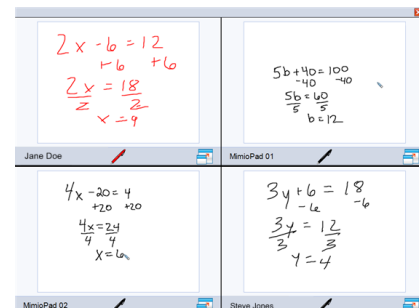 2x - 6 = 12
+6 +6
2x = 18
2 2
x = 9
Jane Doe
5b + 40 = 100
-40 -40
5b = 60
5 5
b = 12
MimioPad 01
4x - 20 = 4
+20 +20
4x = 24
4 4
x = 6
MimioPad 02
3y + 6 = 18
-6 -6
3y = 12
3 3
y = 4
Steve Jones